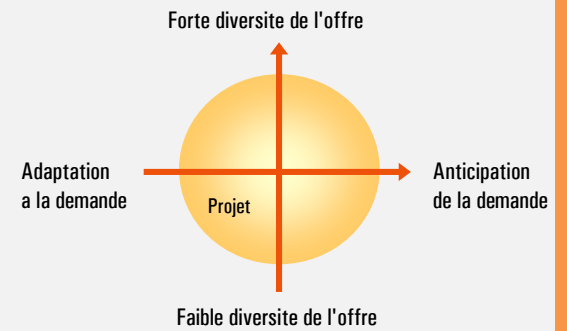 Forte diversite de l'offre
Adaptation
a la demande
Anticipation
de la demande
Projet
Faible diversite de l'offre